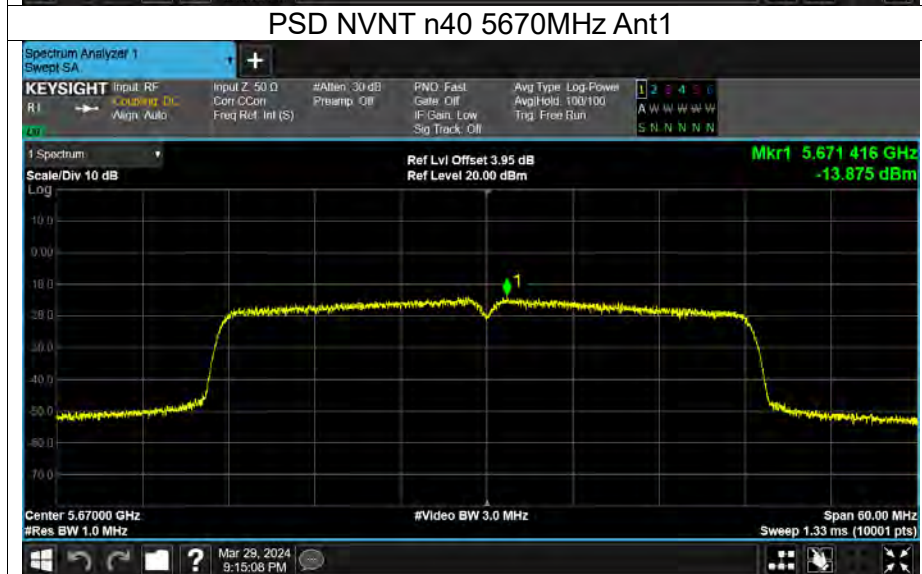 PSD NVNT n40 5670MHz Ant1
Spectrum Analyzer 1
Swept SA
+
KEYSIGHT Input: RF
Coupling: DC
Align: Auto
Input Z: 50 Ω
Corr CCorr
Freq Ref: Int (S)
#Atten: 30 dB
Preamp: Off
PNO: Fast
Gate: Off
IF Gain: Low
Sig Track: Off
Avg Type: Log-Power
Avg|Hold: 100/100
Trig: Free Run
1 2 3 4 5 6
A W W W W W
S N N N N N
1 Spectrum
Scale/Div 10 dB
Ref Lvl Offset 3.95 dB
Ref Level 20.00 dBm
Mkr1 5.671 416 GHz
-13.875 dBm
Log
10.0
0.00
1
-30.0
-40.0
-50.0
-60.0
-70.0
Center 5.67000 GHz
#Res BW 1.0 MHz
#Video BW 3.0 MHz
Span 60.00 MHz
Sweep 1.33 ms (10001 pts)
?
Mar 29, 2024
9:15:08 PM